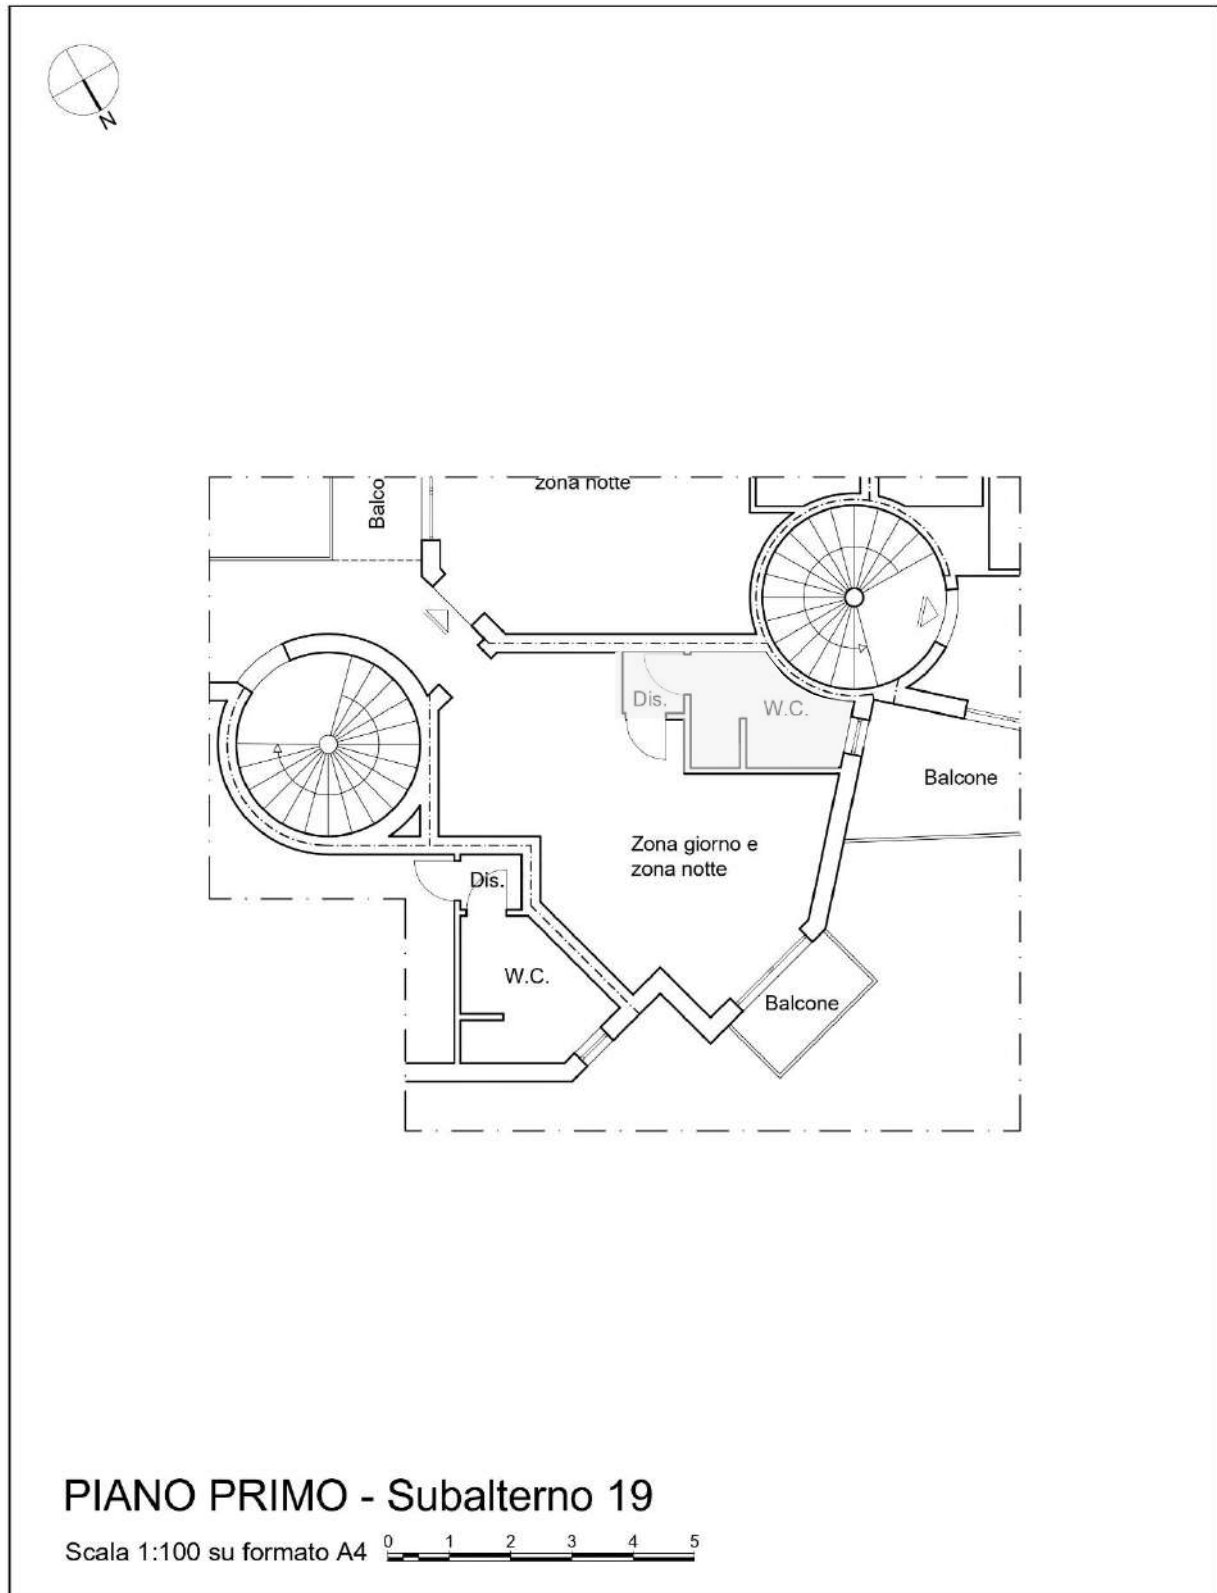 N
zona notte
Balco
Dis.
W.C.
Balcone
Zona giorno e
zona notte
Dis.
W.C.
Balcone
PIANO PRIMO - Subalterno 19
Scala 1:100 su formato A4
0 1 2 3 4 5